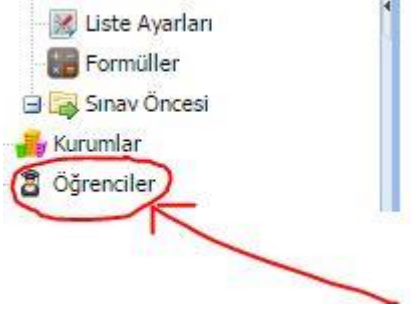 Liste Ayarları
Formüller
Sınav Öncesi
Kurumlar
Öğrenciler